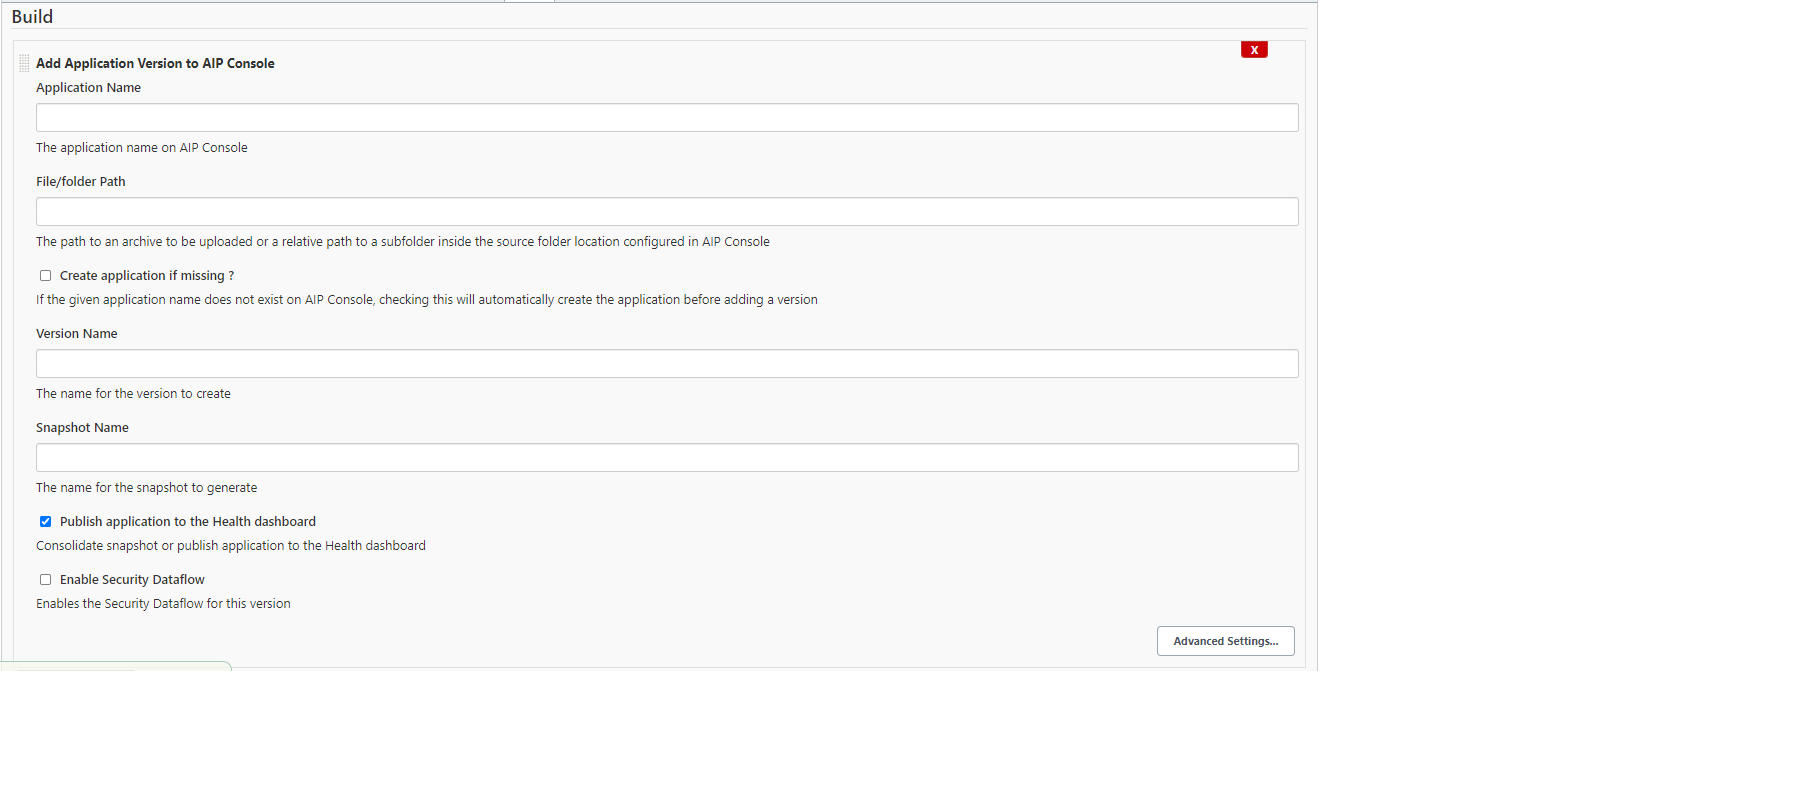 Build
X
Add Application Version to AIP Console
Application Name
The application name on AIP Console
File/folder Path
The path to an archive to be uploaded or a relative path to a subfolder inside the source folder location configured in AIP Console
Create application if missing ?
If the given application name does not exist on AIP Console, checking this will automatically create the application before adding a version
Version Name
The name for the version to create
Snapshot Name
The name for the snapshot to generate
Publish application to the Health dashboard
Consolidate snapshot or publish application to the Health dashboard
Enable Security Dataflow
Enables the Security Dataflow for this version
Advanced Settings...